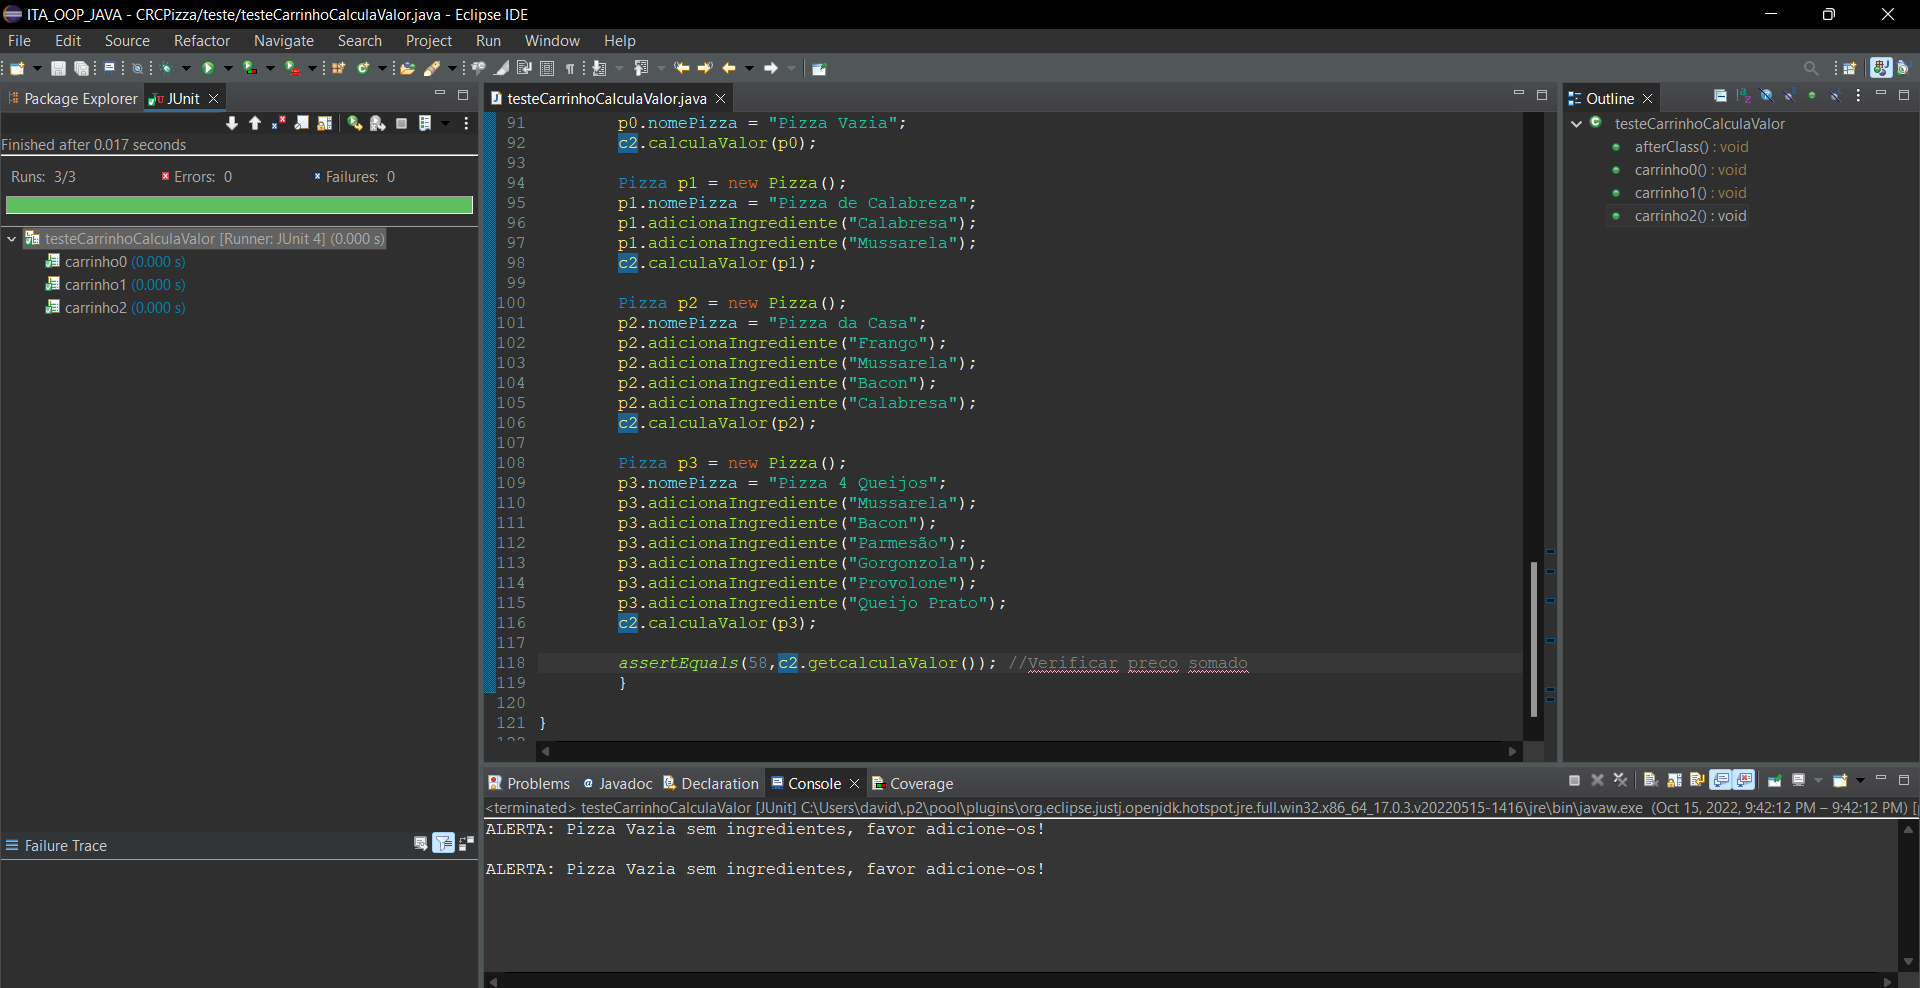 ITA_OOP_JAVA - CRCPizza/teste/testeCarrinhoCalculaValor.java - Eclipse IDE
File Edit Source Refactor Navigate Search Project Run Window Help
Package Explorer JUnit
Finished after 0.017 seconds
Runs: 3/3 Errors: 0 Failures: 0
testeCarrinhoCalculaValor [Runner: JUnit 4] (0.000 s)
carrinho0 (0.000 s)
carrinho1 (0.000 s)
carrinho2 (0.000 s)
Failure Trace
testeCarrinhoCalculaValor.java
91 p0.nomePizza = "Pizza Vazia";
92 c2.calculaValor(p0);
93
94 Pizza p1 = new Pizza();
95 p1.nomePizza = "Pizza de Calabreza";
96 p1.adicionaIngrediente("Calabresa");
97 p1.adicionaIngrediente("Mussarela");
98 c2.calculaValor(p1);
99
100 Pizza p2 = new Pizza();
101 p2.nomePizza = "Pizza da Casa";
102 p2.adicionaIngrediente("Frango");
103 p2.adicionaIngrediente("Mussarela");
104 p2.adicionaIngrediente("Bacon");
105 p2.adicionaIngrediente("Calabresa");
106 c2.calculaValor(p2);
107
108 Pizza p3 = new Pizza();
109 p3.nomePizza = "Pizza 4 Queijos";
110 p3.adicionaIngrediente("Mussarela");
111 p3.adicionaIngrediente("Bacon");
112 p3.adicionaIngrediente("Parmesão");
113 p3.adicionaIngrediente("Gorgonzola");
114 p3.adicionaIngrediente("Provolone");
115 p3.adicionaIngrediente("Queijo Prato");
116 c2.calculaValor(p3);
117
118 assertEquals(58,c2.getcalculaValor()); //Verificar preco somado
119 }
120
121 }
Outline
testeCarrinhoCalculaValor
afterClass() : void
carrinho0() : void
carrinho1() : void
carrinho2() : void
Problems Javadoc Declaration Console Coverage
<terminated> testeCarrinhoCalculaValor [JUnit] C:\Users\david\.p2\pool\plugins\org.eclipse.justj.openjdk.hotspot.jre.full.win32.x86_64_17.0.3.v20220515-1416\jre\bin\javaw.exe (Oct 15, 2022, 9:42:12 PM – 9:42:12 PM)
ALERTA: Pizza Vazia sem ingredientes, favor adicione-os!
ALERTA: Pizza Vazia sem ingredientes, favor adicione-os!